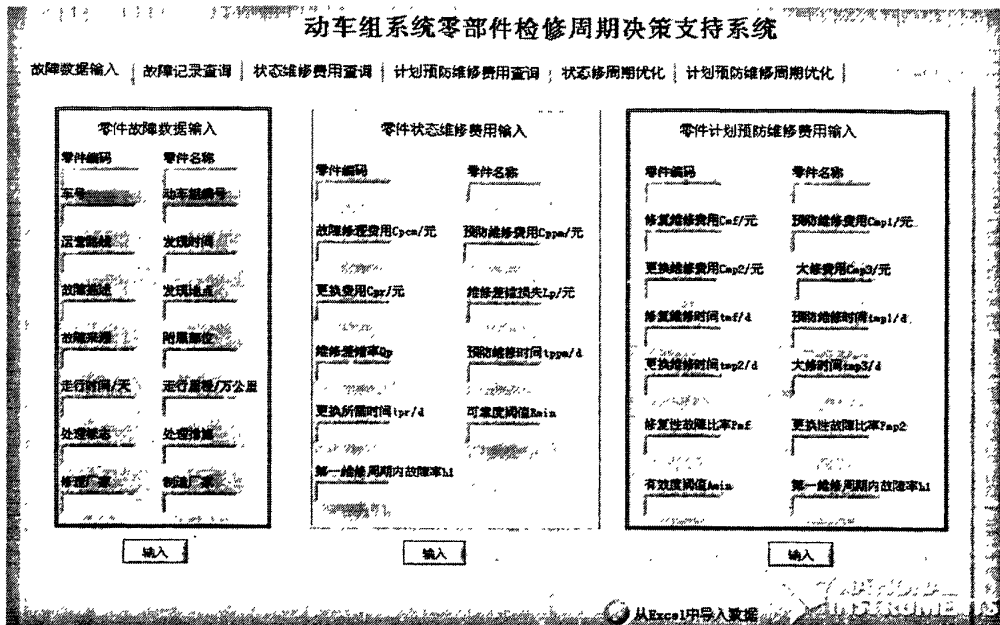 动车组系统零部件检修周期决策支持系统
故障数据输入 故障记录查询 状态维修费用查询 计划预防维修费用查询 状态修周期优化 计划预防维修周期优化
零件故障数据输入
零件编码 零件名称
车号 动车组编号
运营路线 发现时间
故障描述 发现地点
故障来源 附属部位
走行时间/天 走行里程/万公里
处理标志 处理措施
修理厂家 制造厂家
输入
零件状态维修费用输入
零件编码 零件名称
故障修理费用Cpcm/元 预防维修费用Cppm/元
更换费用Cpr/元 维修差错损失Lp/元
维修差错率Qp 预防维修时间tppm/d
更换所需时间tpr/d 可靠度阈值Rmin
第一维修周期内故障率h1
输入
零件计划预防维修费用输入
零件编码 零件名称
修复维修费用Cmf/元 预防维修费用Cmp1/元
更换维修费用Cmp2/元 大修费用Cmp3/元
修复维修时间tmf/d 预防维修时间tmp1/d
更换维修时间tmp2/d 大修时间tmp3/d
修复性故障比率Pmf 更换性故障比率Pmp2
有效度阈值Amin 第一维修周期内故障率h1
输入
从Excel中导入数据
NATIONAL
INSTRUMENTS